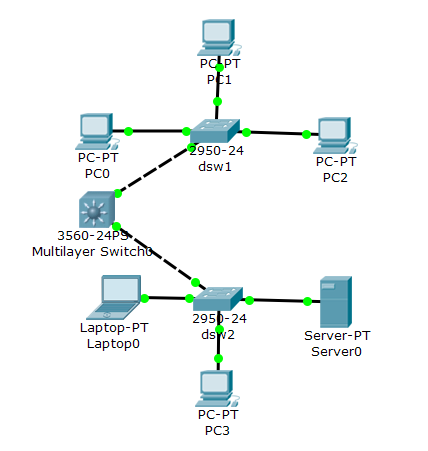 PC-PT
PC1
2950-24
dsw1
PC-PT
PC0
PC-PT
PC2
3560-24PS
Multilayer Switch0
2950-24
dsw2
Laptop-PT
Laptop0
Server-PT
Server0
PC-PT
PC3